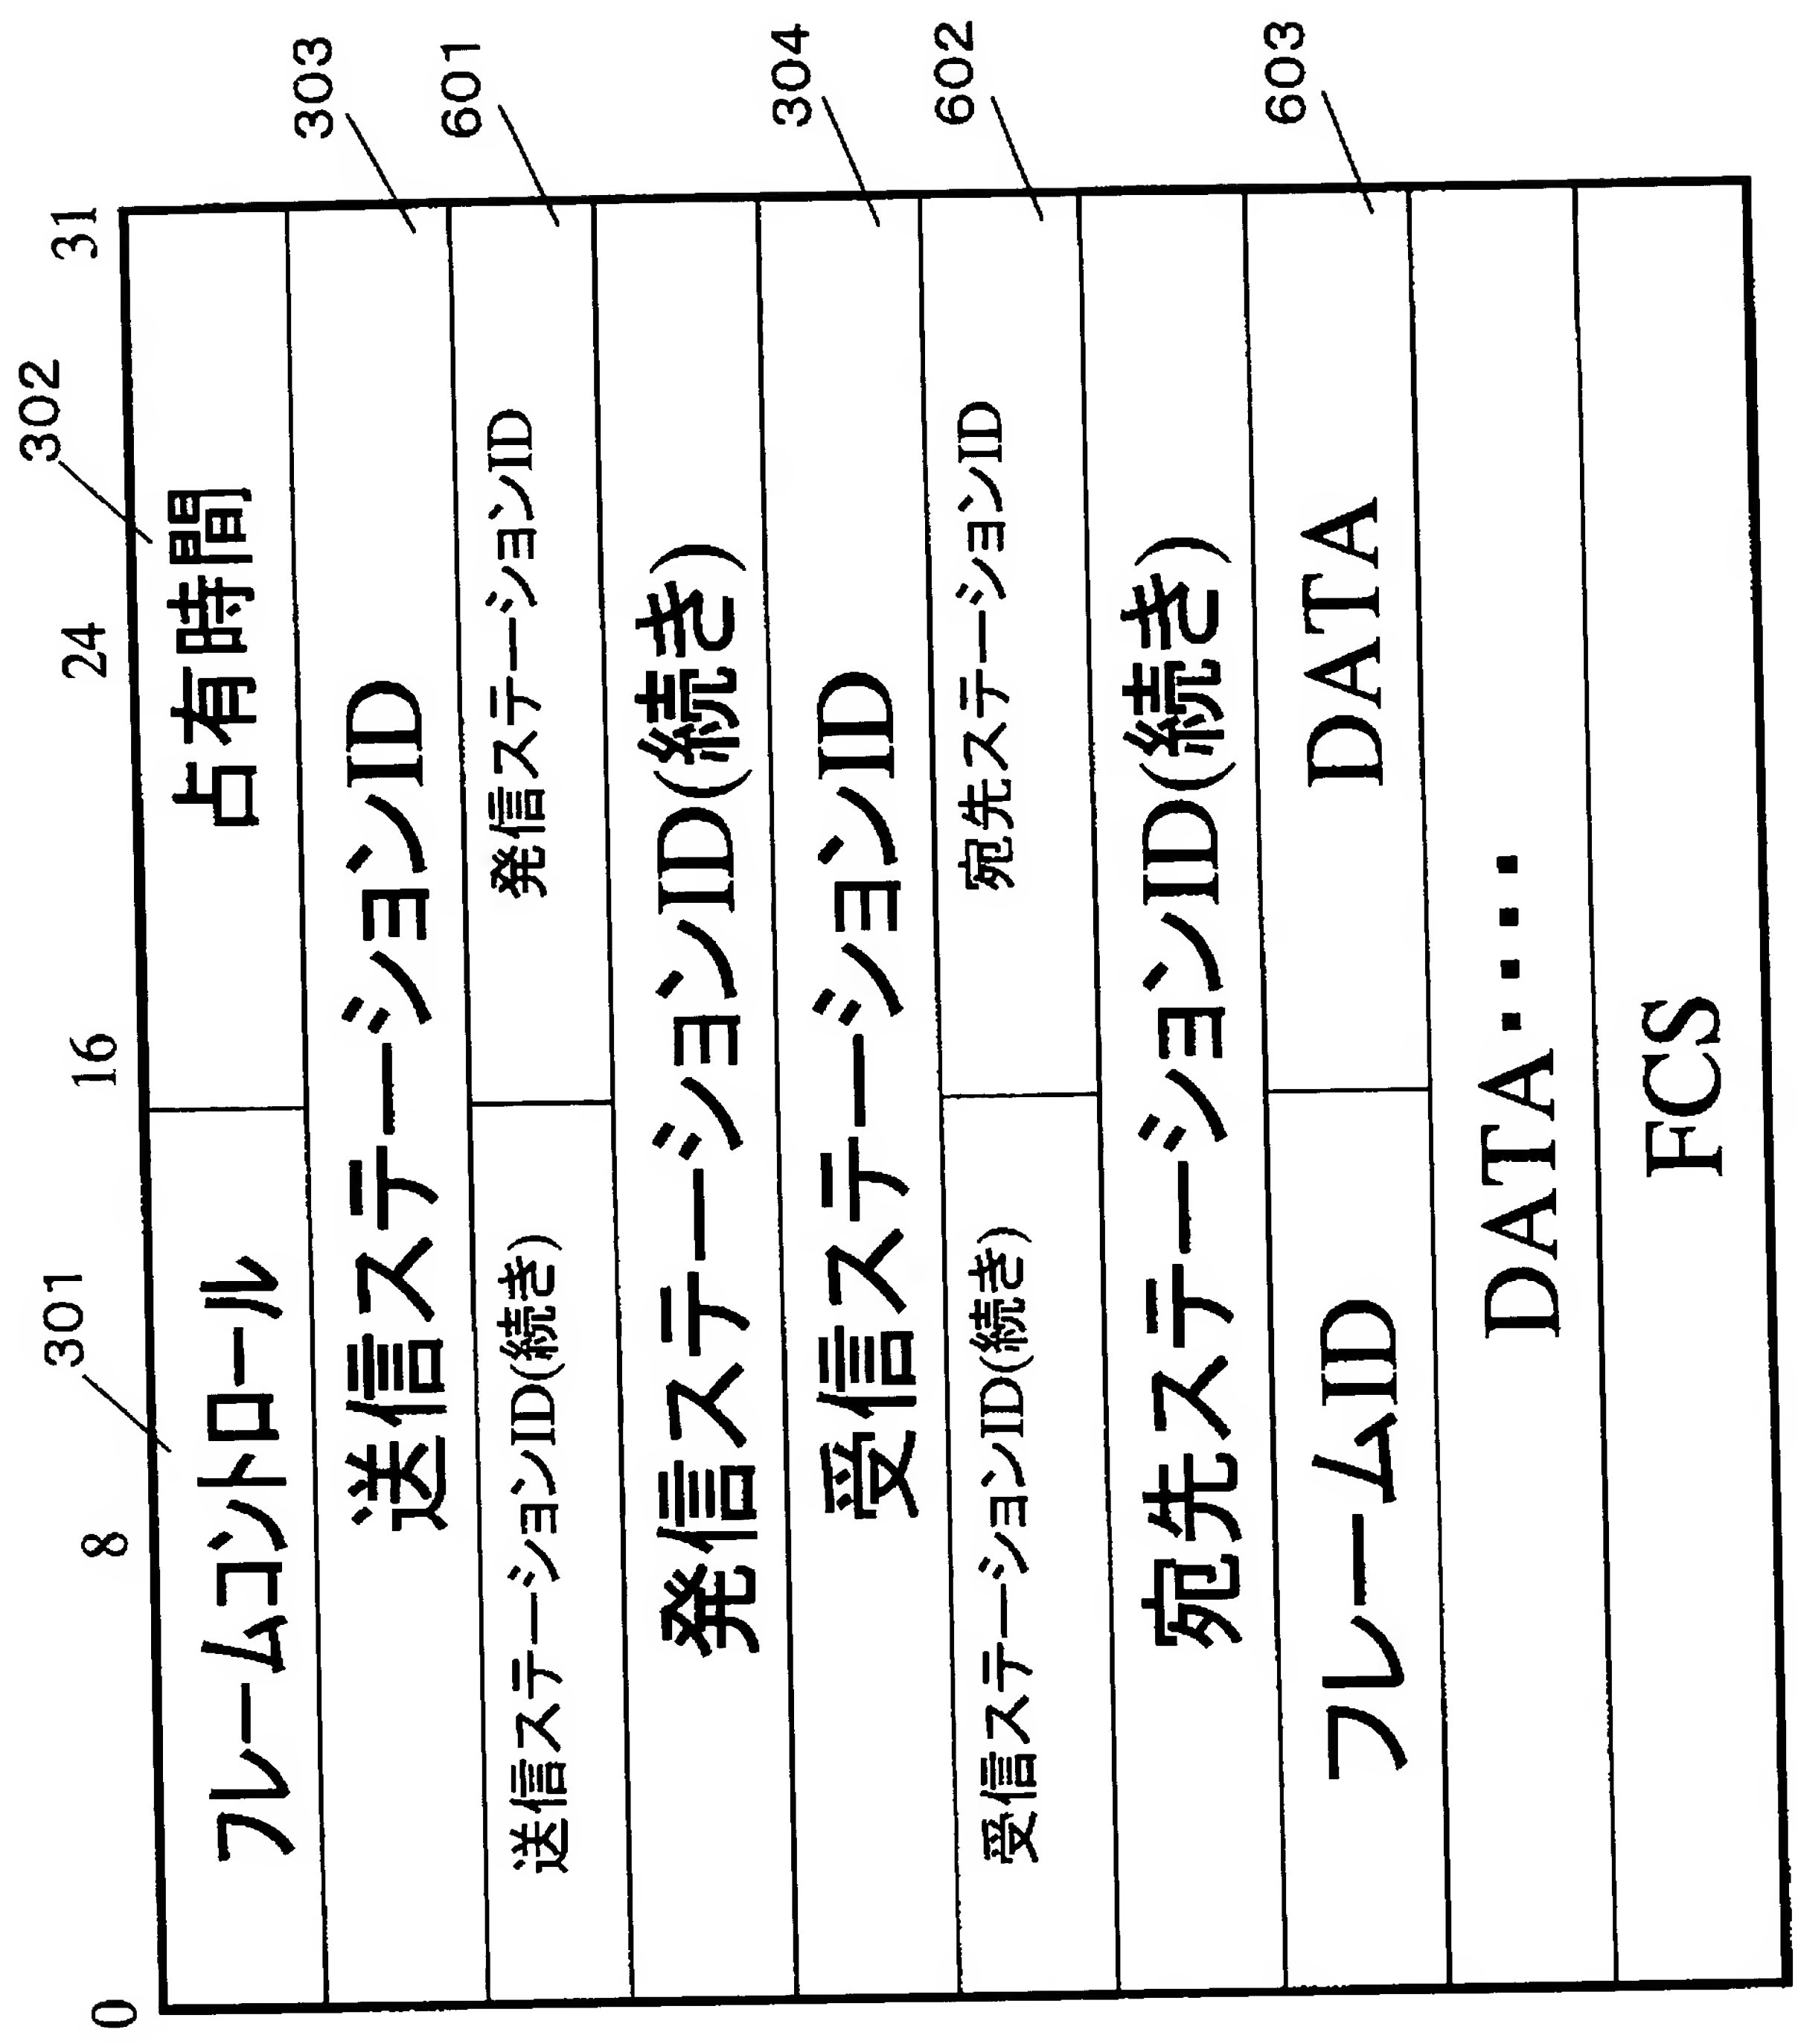 0 8 16 24 31
301
302
フレームコントロール 占有時間
送信ステーションID 303
送信ステーションID(続き) 発信ステーションID 601
発信ステーションID(続き)
受信ステーションID 304
受信ステーションID(続き) 宛先ステーションID 602
宛先ステーションID(続き)
フレームID DATA 603
DATA・・・・
FCS